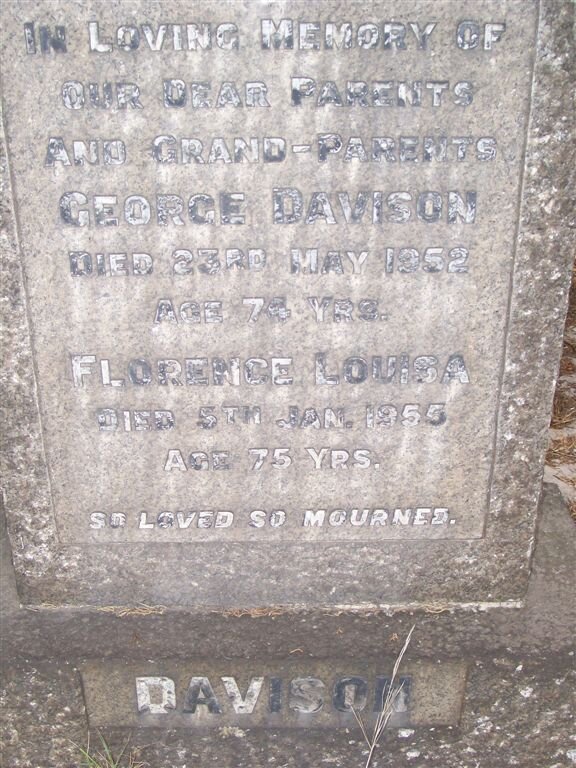 IN LOVING MEMORY OF
OUR DEAR PARENTS
AND GRAND-PARENTS
GEORGE DAVISON
DIED 23RD MAY 1952
AGE 74 YRS.
FLORENCE LOUISA
DIED 5TH JAN. 1955
AGE 75 YRS.
SO LOVED SO MOURNED.
DAVISON